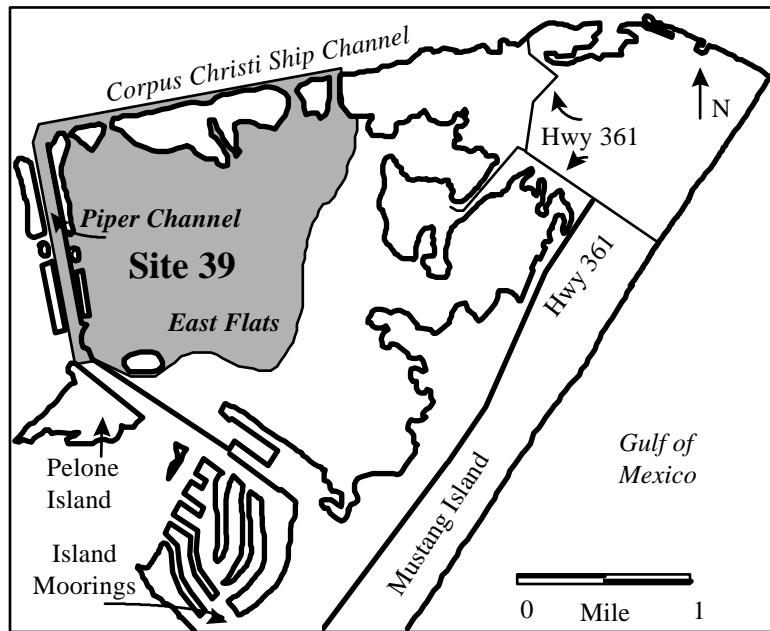 Corpus Christi Ship Channel
N
Hwy 361
Piper Channel
Site 39
Hwy 361
East Flats
Gulf of
Mexico
Pelone
Island
Mustang Island
Island
Moorings
0 Mile 1